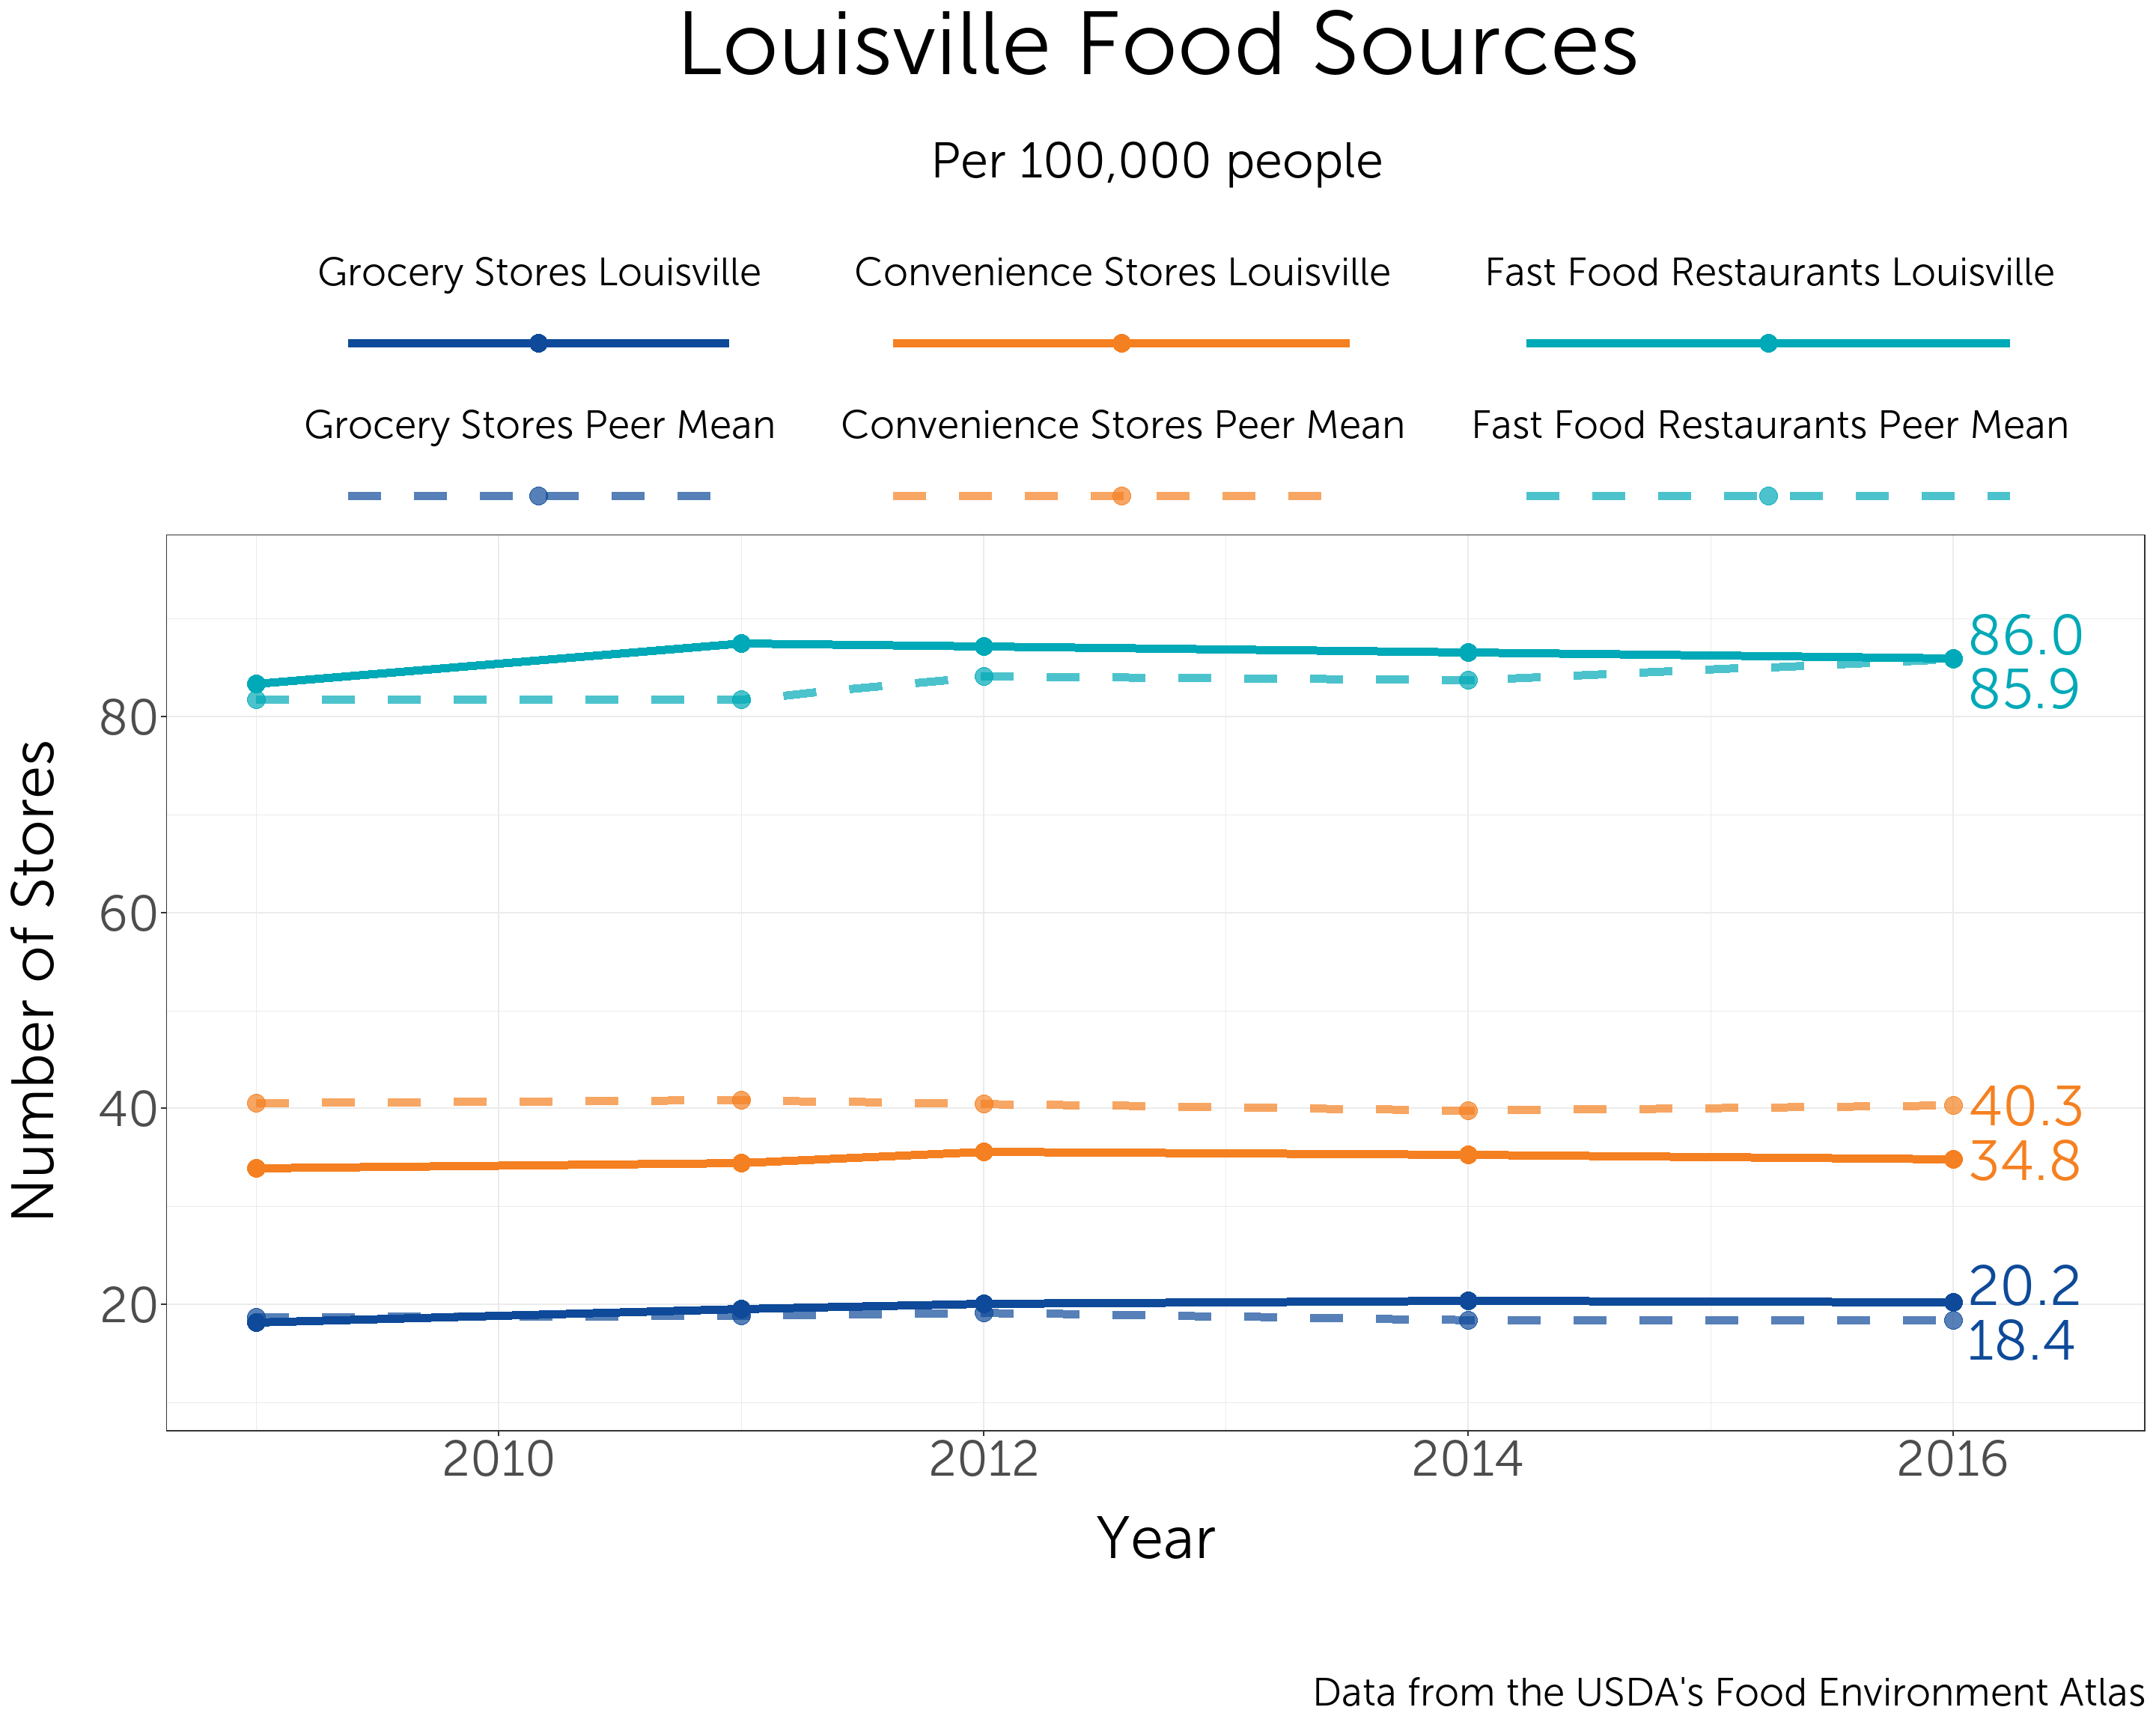 Louisville Food Sources
Per 100,000 people
Grocery Stores Louisville
Convenience Stores Louisville
Fast Food Restaurants Louisville
Grocery Stores Peer Mean
Convenience Stores Peer Mean
Fast Food Restaurants Peer Mean
Number of Stores
80
60
40
20
86.0
85.9
40.3
34.8
20.2
18.4
2010
2012
2014
2016
Year
Data from the USDA's Food Environment Atlas